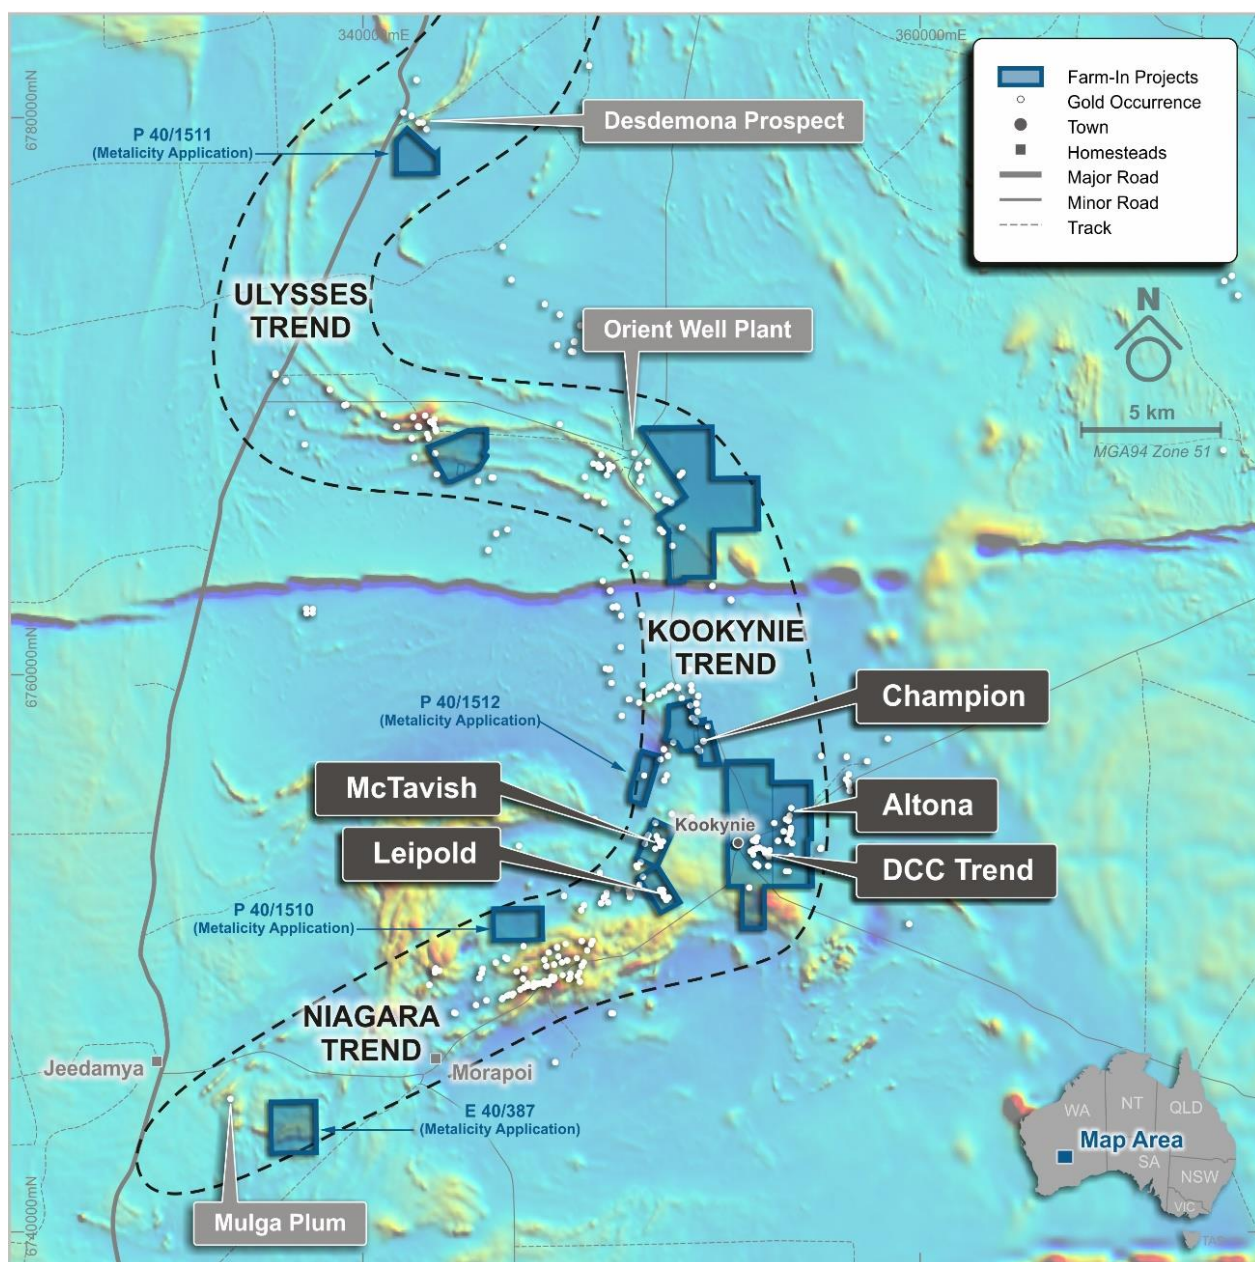 340000mE
360000mE
6780000mN
6760000mN
6740000mN
Farm-In Projects
Gold Occurrence
Town
Homesteads
Major Road
Minor Road
Track
P 40/1511
(Metalicity Application)
Desdemona Prospect
ULYSSES
TREND
Orient Well Plant
N
5 km
MGA94 Zone 51
KOOKYNIE
TREND
P 40/1512
(Metalicity Application)
Champion
McTavish
Kookynie
Altona
Leipold
DCC Trend
P 40/1510
(Metalicity Application)
NIAGARA
TREND
Jeedamya
Morapoi
E 40/387
(Metalicity Application)
Mulga Plum
WA
NT
QLD
Map Area
SA
NSW
VIC
TAS